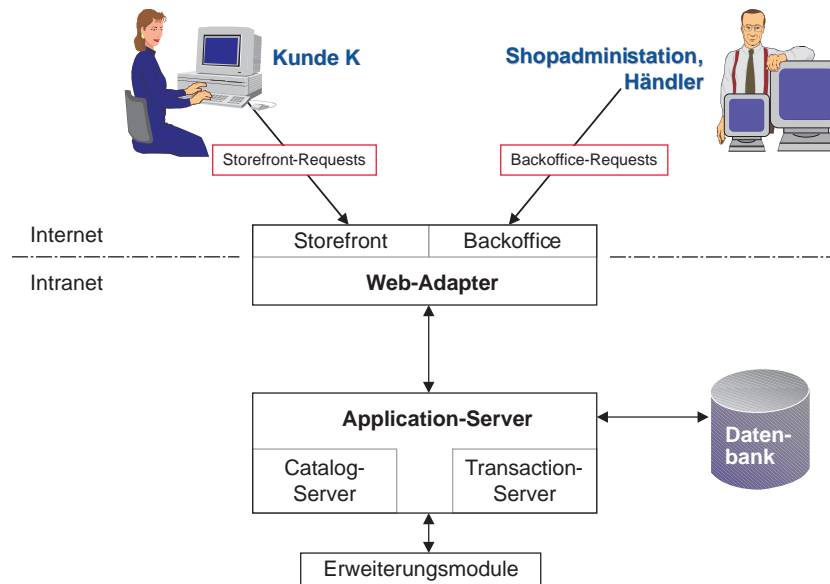 Kunde K
Shopadministation,
Händler
Storefront-Requests
Backoffice-Requests
Internet
Storefront
Backoffice
Intranet
Web-Adapter
Application-Server
Daten-
bank
Catalog-
Server
Transaction-
Server
Erweiterungsmodule